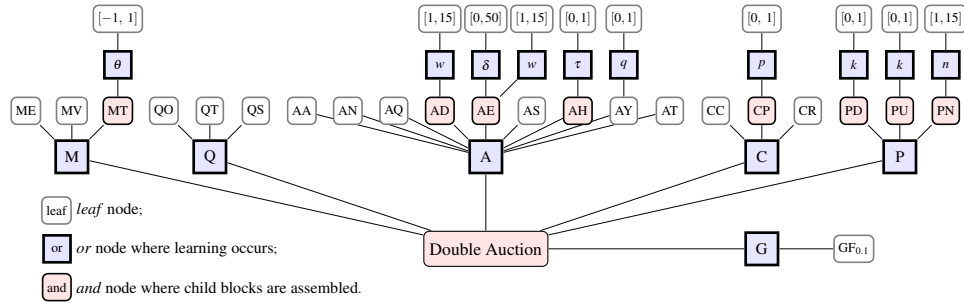 [−1, 1] [1, 15] [0, 50] [1, 15] [0, 1] [0, 1] [0, 1] [0, 1] [0, 1] [1, 15]
θ w δ w τ q p k k n
ME MV MT QO QT QS AA AN AQ AD AE AS AH AY AT CC CP CR PD PU PN
M Q A C P
leaf leaf node;
or or node where learning occurs;
Double Auction G GF0.1
and and node where child blocks are assembled.